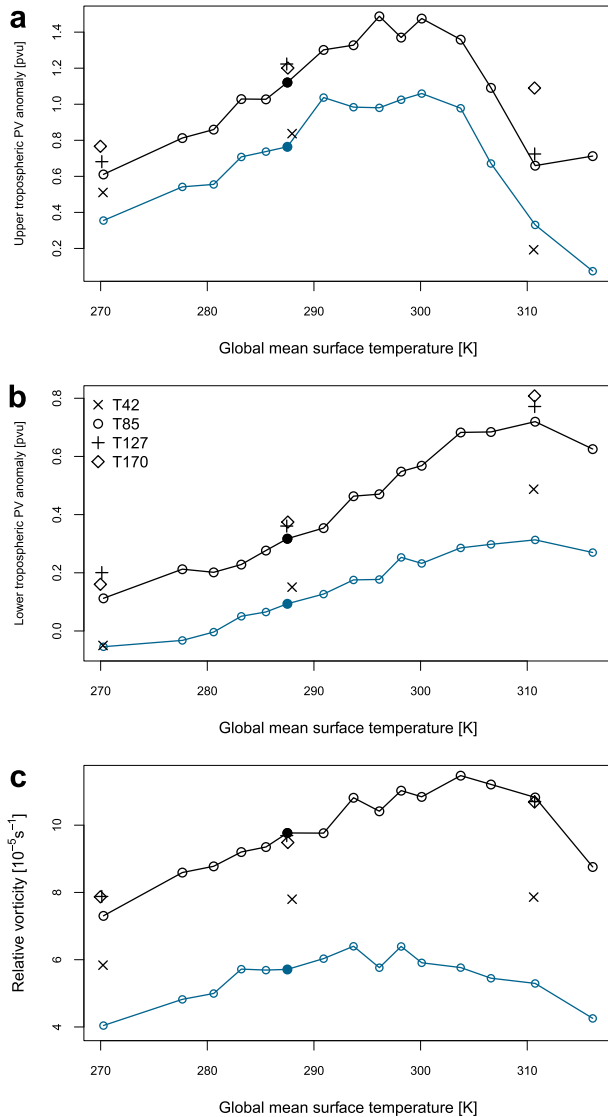 a
Upper tropospheric PV anomaly [pvu]
1.4
1.2
1.0
0.8
0.6
0.4
0.2
270 280 290 300 310
Global mean surface temperature [K]
b
Lower tropospheric PV anomaly [pvu]
0.8
0.6
0.4
0.2
0.0
T42
T85
T127
T170
270 280 290 300 310
Global mean surface temperature [K]
c
Relative vorticity [10⁻⁵s⁻¹]
10
8
6
4
270 280 290 300 310
Global mean surface temperature [K]